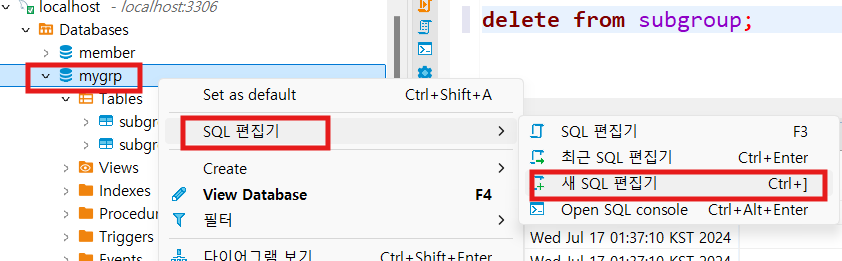 localhost localhost:3306
Databases
member
mygrp
Tables
subgr
subgr
Views
Indexes
Procedur
Triggers
Events
delete from subgroup;
Set as default Ctrl+Shift+A
SQL 편집기
Create
View Database F4
필터
다이어그램 보기 Ctrl+Shift+Enter
SQL 편집기 F3
최근 SQL 편집기 Ctrl+Enter
새 SQL 편집기 Ctrl+]
Open SQL console Ctrl+Alt+Enter
Wed Jul 17 01:37:10 KST 2024
Wed Jul 17 01:37:10 KST 2024